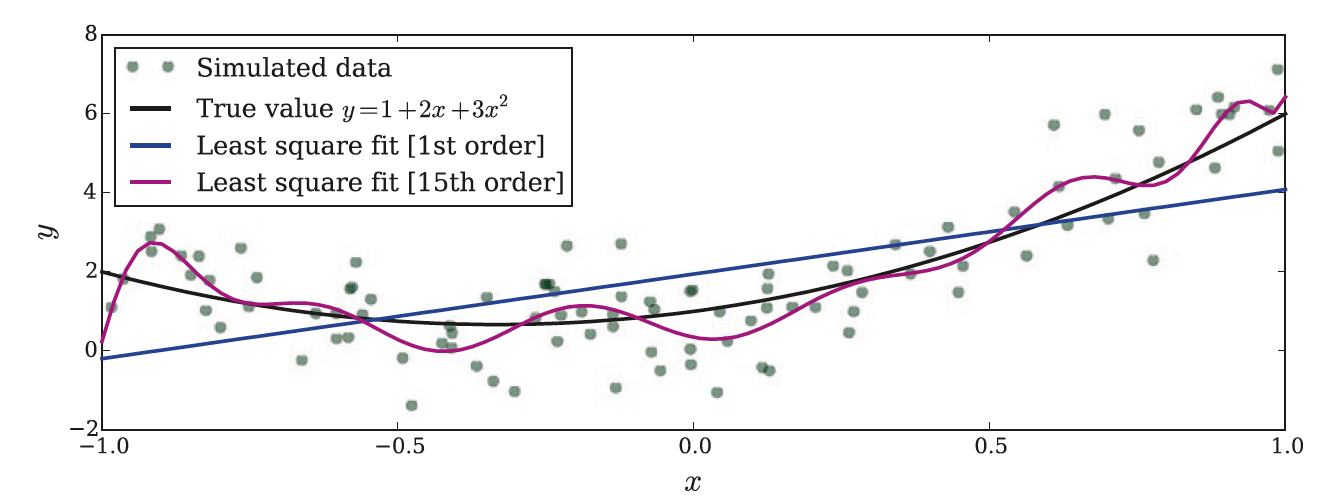 8
6
4
2
0
−2
y
Simulated data
True value y=1+2x+3x²
Least square fit [1st order]
Least square fit [15th order]
−1.0 −0.5 0.0 0.5 1.0
x